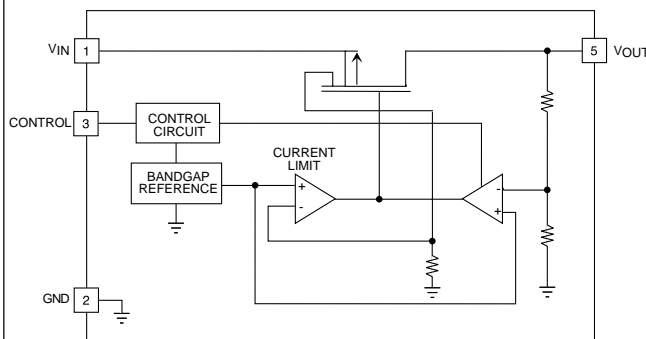 VIN 1
5 VOUT
CONTROL 3
CONTROL
CIRCUIT
CURRENT
LIMIT
BANDGAP
REFERENCE
+
-
-
+
GND 2